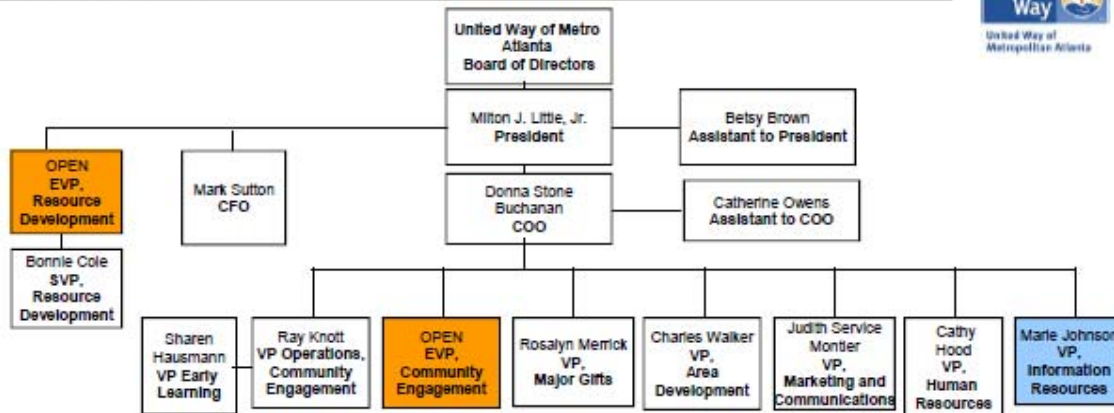 United Way of Metro
Atlanta
Board of Directors
Way
United Way of
Metropolitan Atlanta
Milton J. Little, Jr.
President
Betsy Brown
Assistant to President
OPEN
EVP,
Resource
Development
Mark Sutton
CFO
Donna Stone
Buchanan
COO
Catherine Owens
Assistant to COO
Bonnie Cole
SVP,
Resource
Development
Sharen
Hausmann
VP Early
Learning
Ray Knott
VP Operations,
Community
Engagement
OPEN
EVP,
Community
Engagement
Rosalyn Merrick
VP,
Major Gifts
Charles Walker
VP,
Area
Development
Judith Service
Montier
VP,
Marketing and
Communications
Cathy
Hood
VP,
Human
Resources
Marie Johnson
VP,
Information
Resources